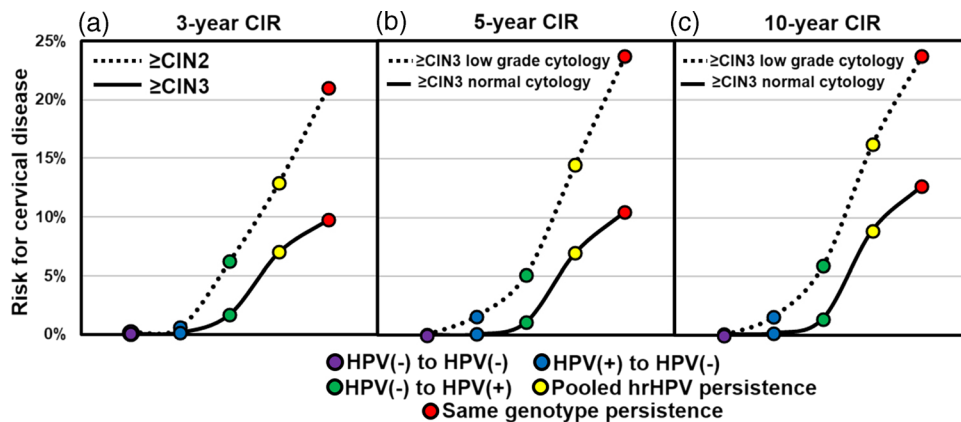 (a) 3-year CIR
(b) 5-year CIR
(c) 10-year CIR
Risk for cervical disease
25%
20%
15%
10%
5%
0%
≥CIN2
≥CIN3
≥CIN3 low grade cytology
≥CIN3 normal cytology
≥CIN3 low grade cytology
≥CIN3 normal cytology
HPV(-) to HPV(-) HPV(+) to HPV(-)
HPV(-) to HPV(+) Pooled hrHPV persistence
Same genotype persistence